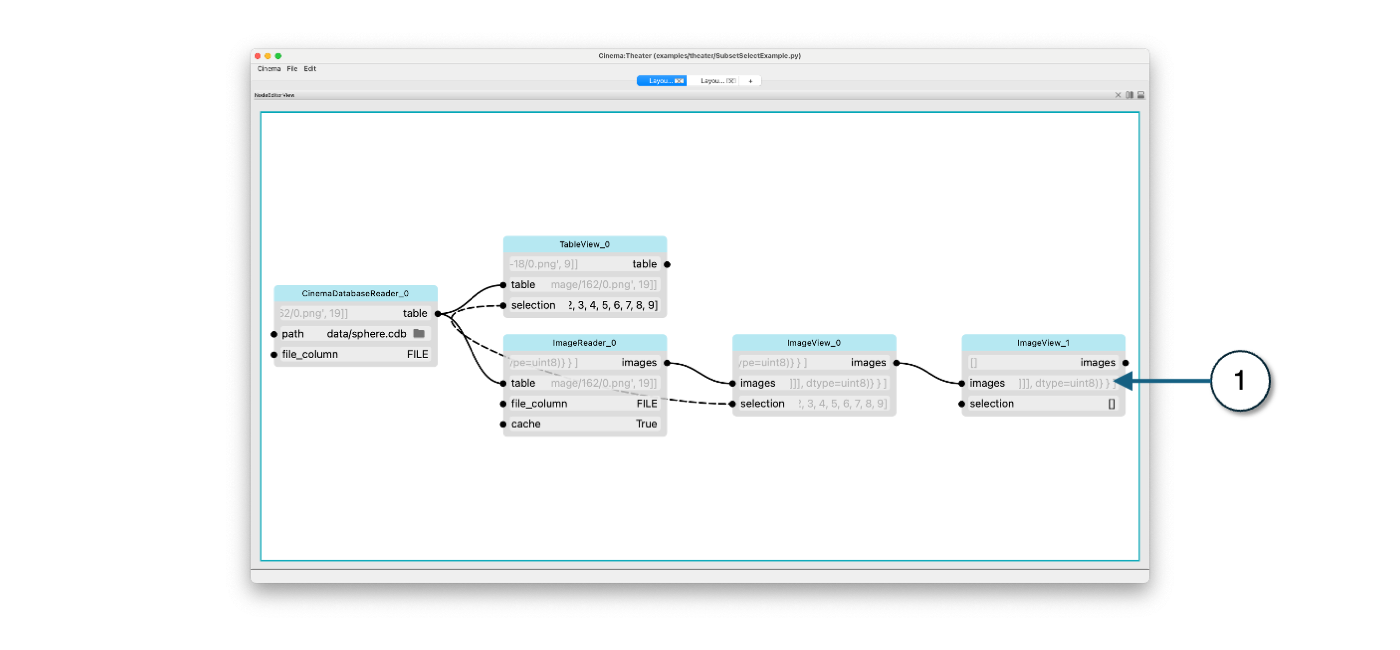 Cinema:Theater (examples/theater/SubsetSelectExample.py)
Cinema File Edit
Layou... Layou... +
NodeEditorView
TableView_0
-18/0.png', 9]] table
table mage/162/0.png', 19]]
selection 2, 3, 4, 5, 6, 7, 8, 9]
CinemaDatabaseReader_0
62/0.png', 19]] table
path data/sphere.cdb
file_column FILE
ImageReader_0
ype=uint8)} } ] images
table mage/162/0.png', 19]]
file_column FILE
cache True
ImageView_0
ype=uint8)} } ] images
images ]]], dtype=uint8)} } ]
selection 2, 3, 4, 5, 6, 7, 8, 9]
ImageView_1
[] images
images ]]], dtype=uint8)} } ]
selection []
1